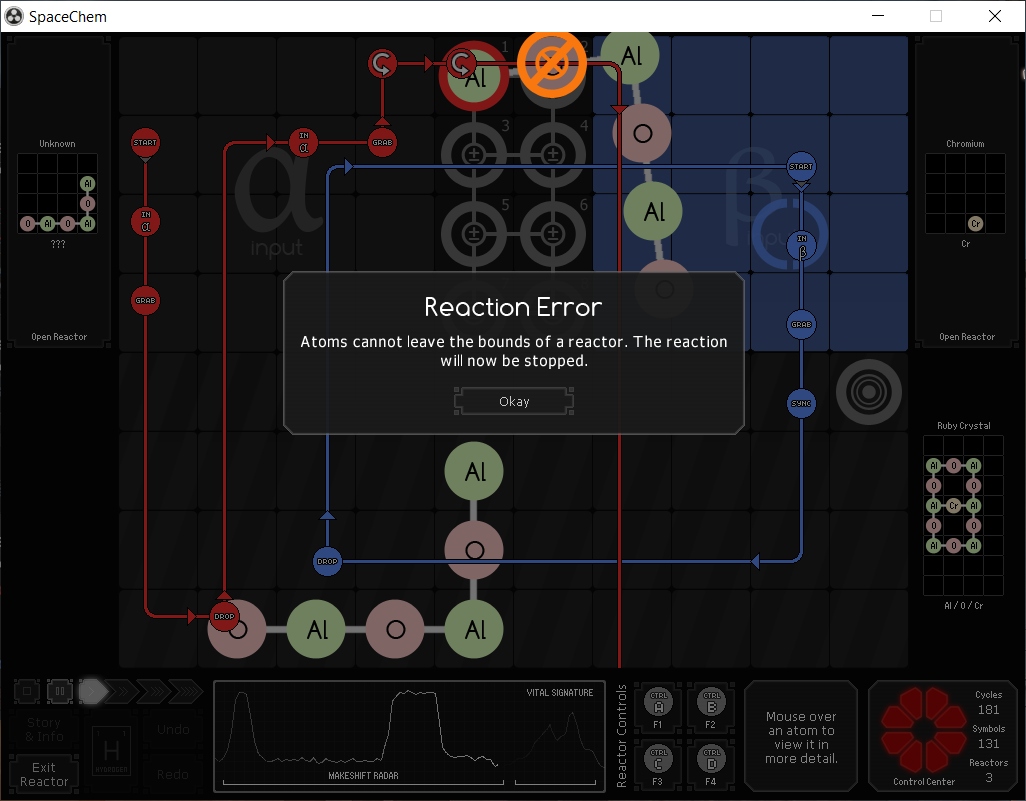 SpaceChem
1
2
Al
Al
START
IN
α
GRAB
3
4
O
START
Unknown
Al
O
O
Al
O
Al
???
α
input
IN
α
β
IN
β
Al
Chromium
Cr
Cr
5
6
GRAB
O
GRAB
Open Reactor
Open Reactor
Reaction Error
Atoms cannot leave the bounds of a reactor. The reaction
will now be stopped.
Okay
SYNC
Ruby Crystal
Al
O
Al
O
O
Al
Cr
Al
O
O
Al
O
Al
Al / O / Cr
Al
O
DROP
DROP
O
Al
O
Al
Story
& Info
H
HYDROGEN
Undo
Redo
Exit
Reactor
VITAL SIGNATURE
MAKESHIFT RADAR
Reactor Controls
CTRL
A
F1
CTRL
B
F2
CTRL
C
F3
CTRL
D
F4
Mouse over
an atom to
view it in
more detail.
Control Center
Cycles
181
Symbols
131
Reactors
3